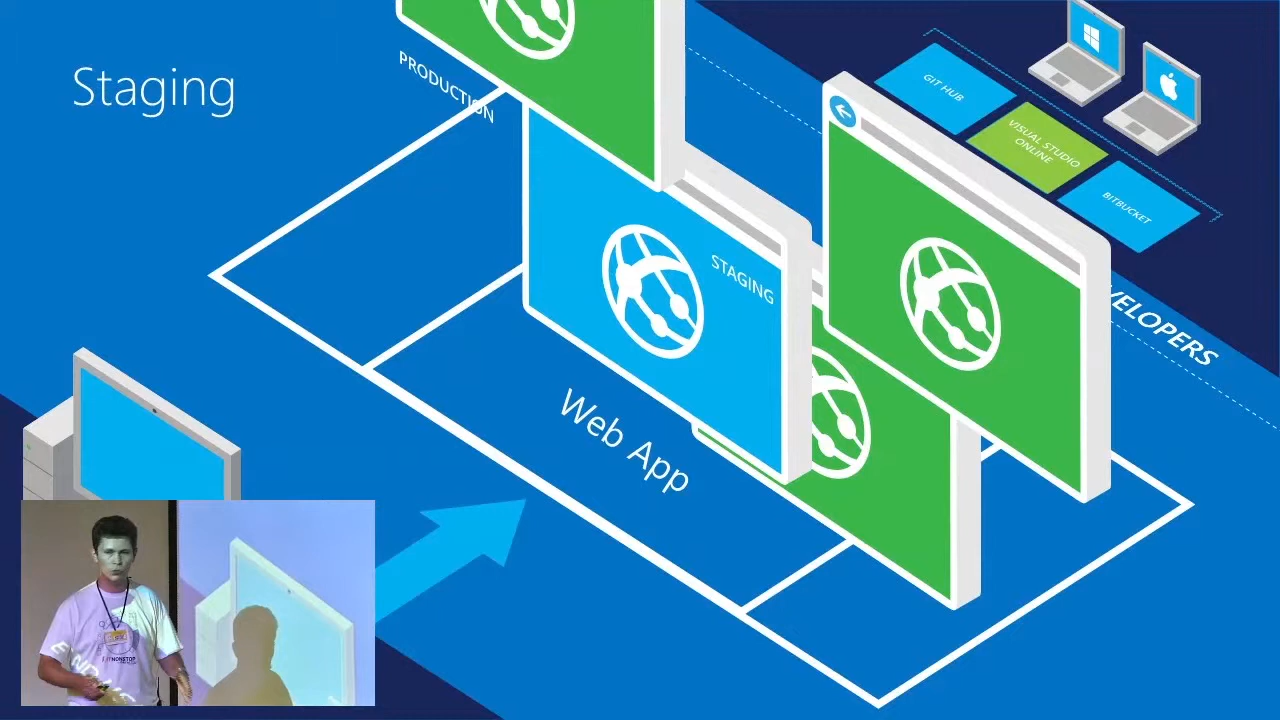 Staging
PRODUCTION
GIT HUB
VISUAL STUDIO
ONLINE
BITBUCKET
STAGING
VELOPERS
Web App